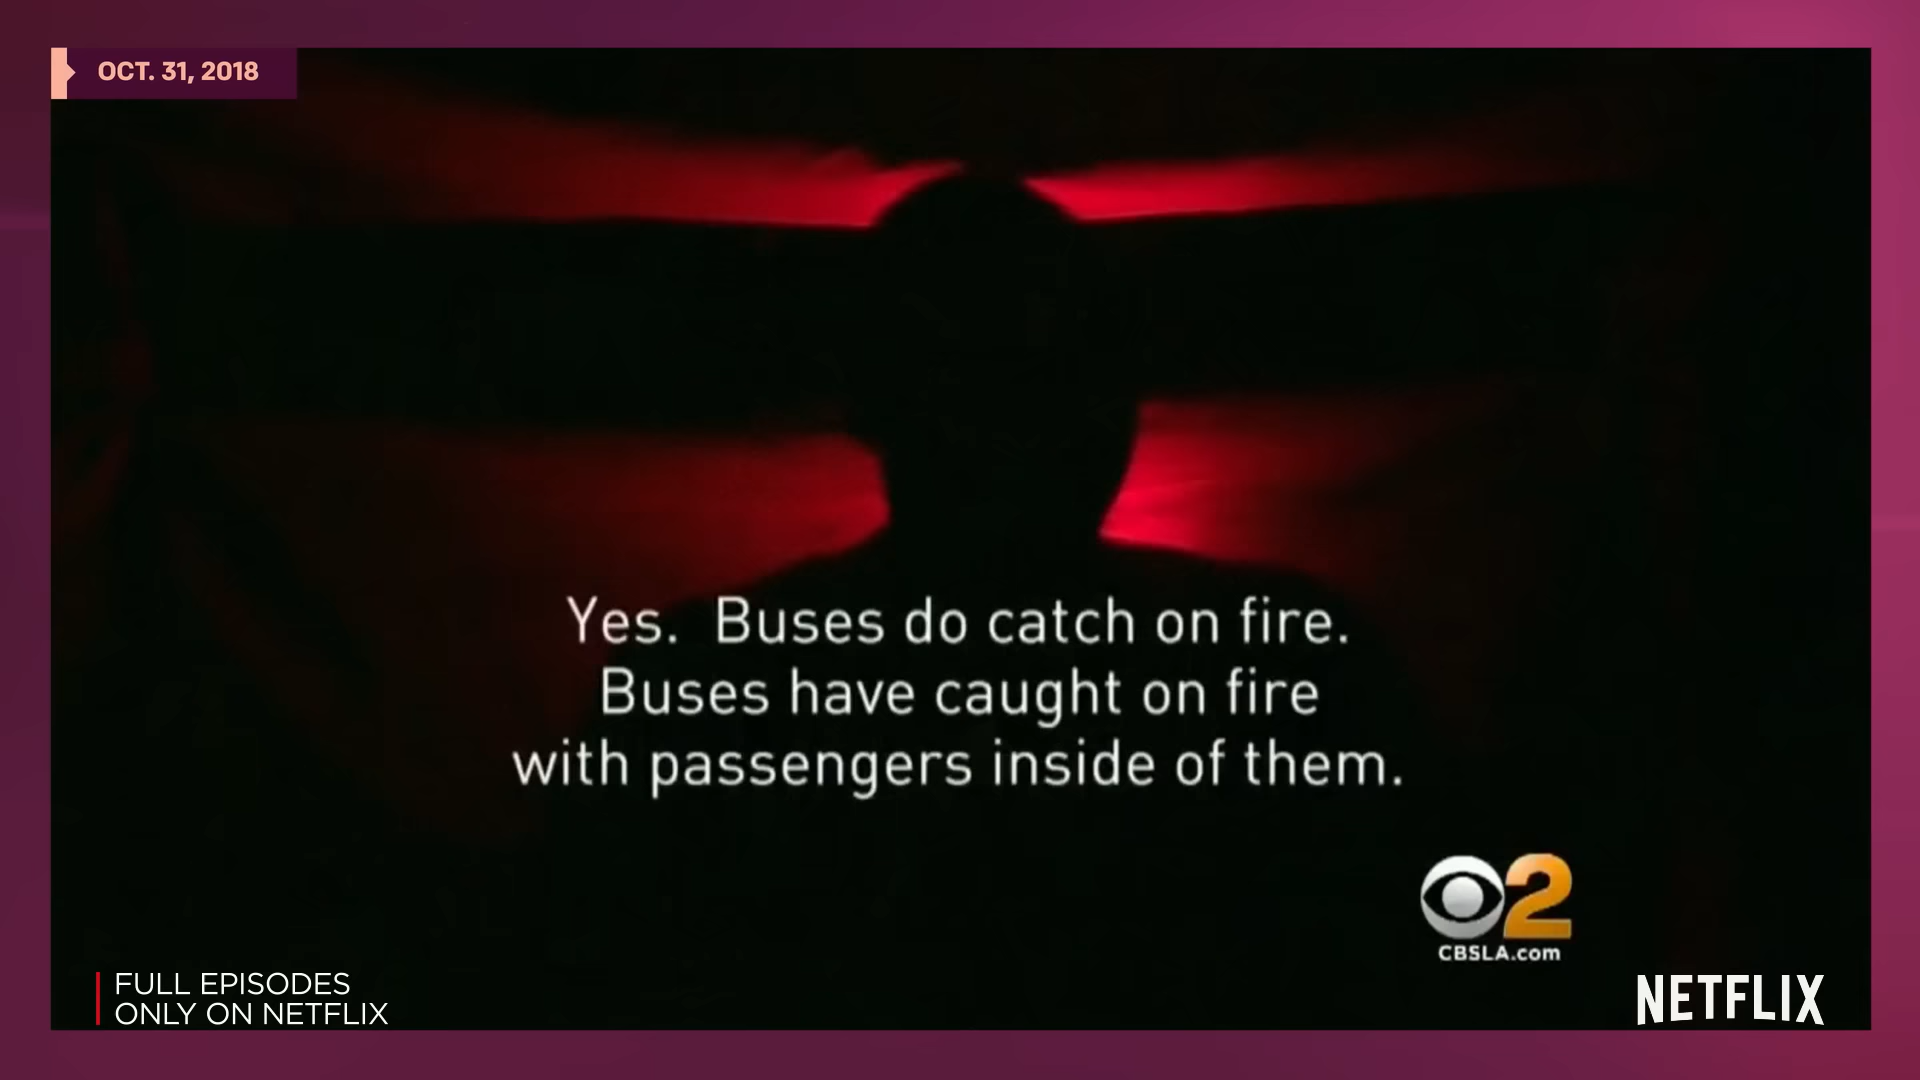 OCT. 31, 2018
Yes.  Buses do catch on fire.
Buses have caught on fire
with passengers inside of them.
2
CBSLA.com
FULL EPISODES
ONLY ON NETFLIX
NETFLIX